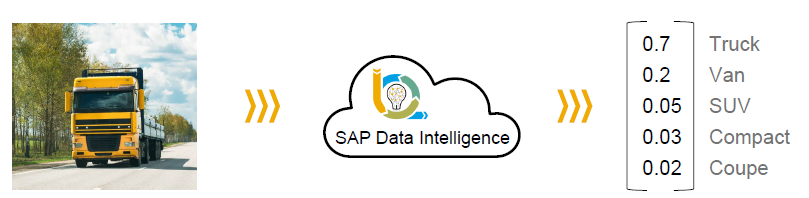 SAP Data Intelligence
0.7 Truck
0.2 Van
0.05 SUV
0.03 Compact
0.02 Coupe